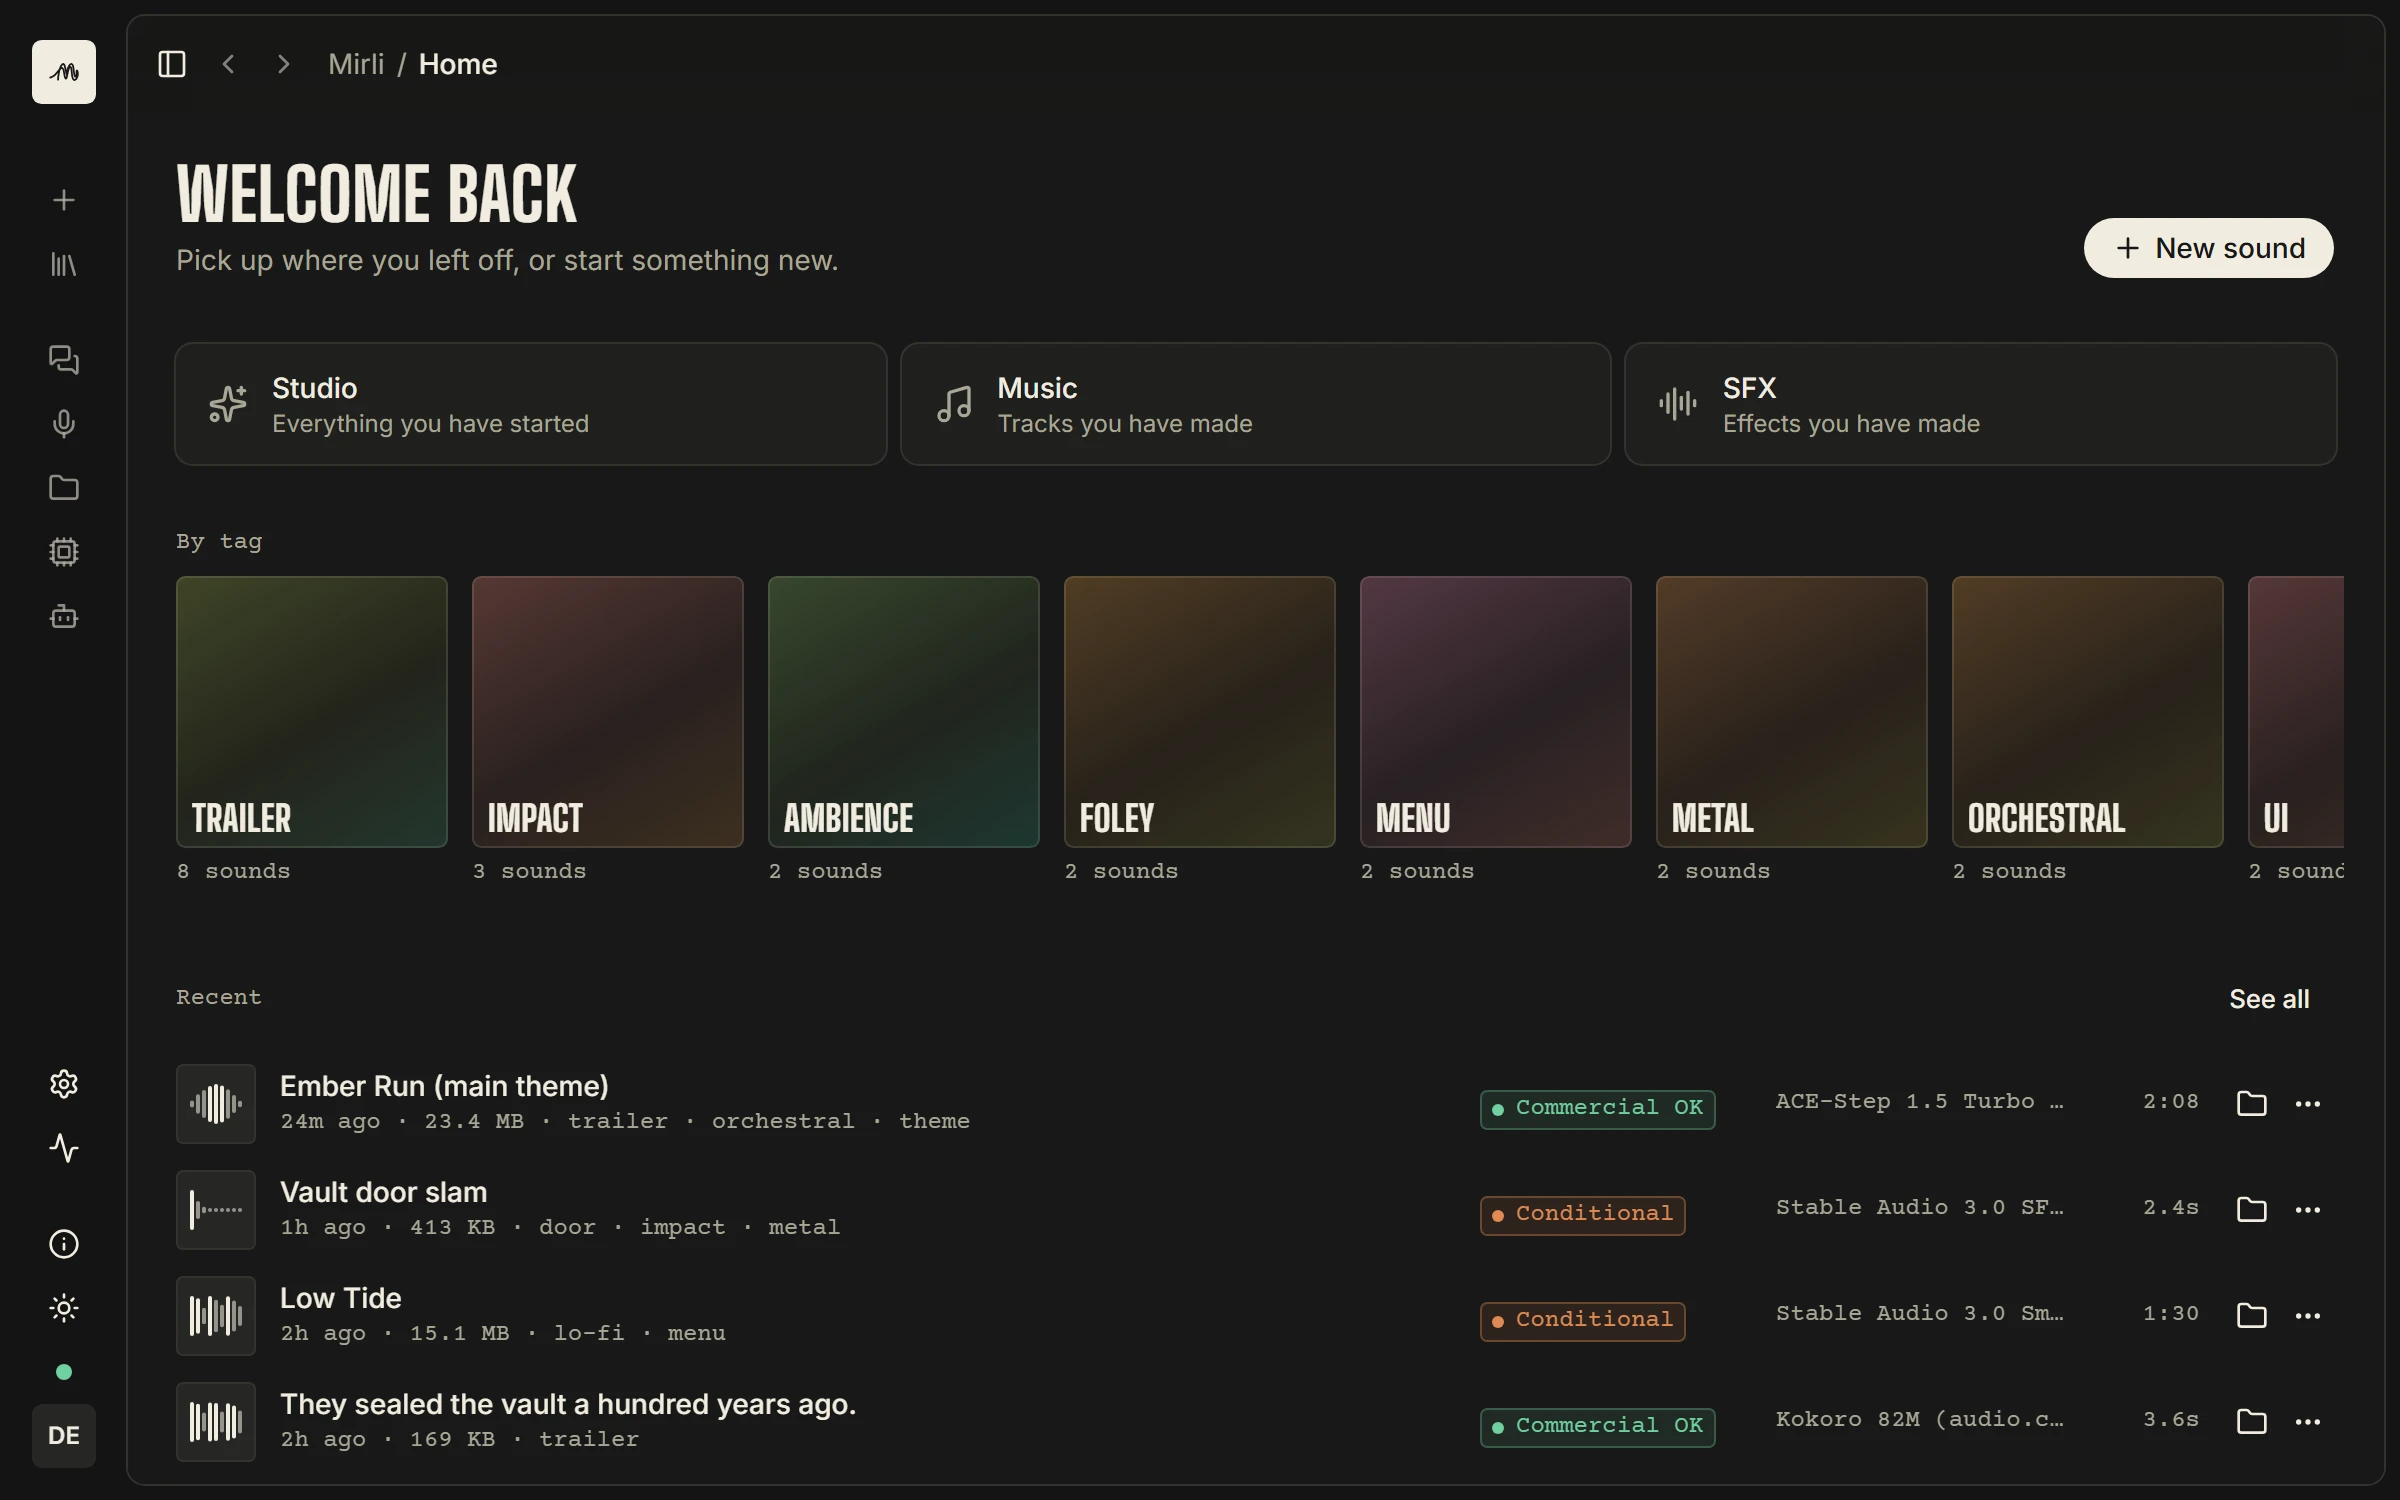 Mirli / Home
WELCOME BACK
Pick up where you left off, or start something new.
+ New sound
Studio
Everything you have started
Music
Tracks you have made
SFX
Effects you have made
By tag
TRAILER
8 sounds
IMPACT
3 sounds
AMBIENCE
2 sounds
FOLEY
2 sounds
MENU
2 sounds
METAL
2 sounds
ORCHESTRAL
2 sounds
UI
2 sound
Recent
See all
Ember Run (main theme)
24m ago · 23.4 MB · trailer · orchestral · theme
Commercial OK
ACE-Step 1.5 Turbo …
2:08
Vault door slam
1h ago · 413 KB · door · impact · metal
Conditional
Stable Audio 3.0 SF…
2.4s
Low Tide
2h ago · 15.1 MB · lo-fi · menu
Conditional
Stable Audio 3.0 Sm…
1:30
They sealed the vault a hundred years ago.
2h ago · 169 KB · trailer
Commercial OK
Kokoro 82M (audio.c…
3.6s
DE